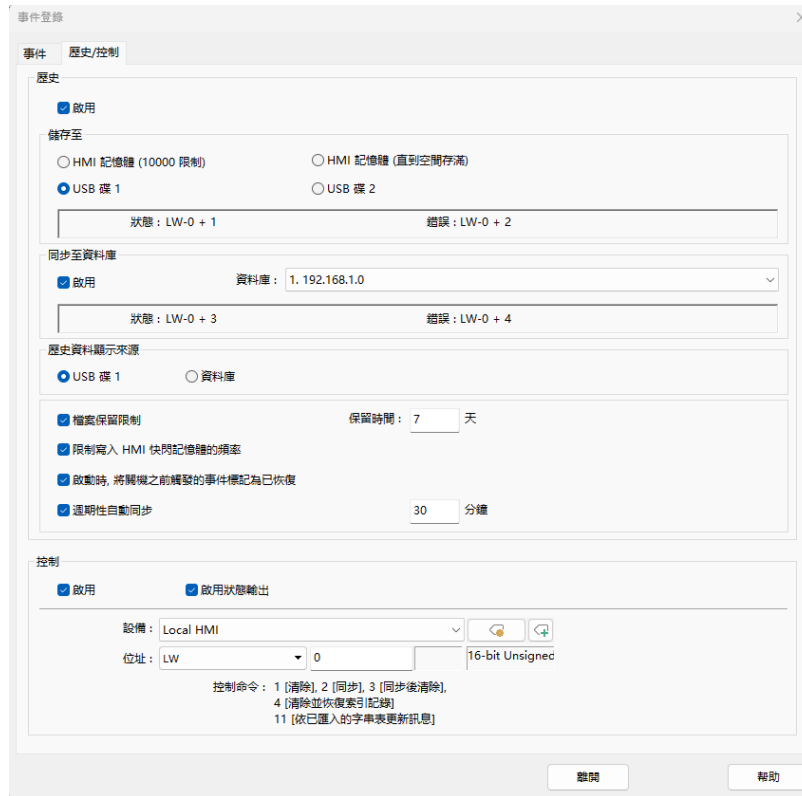 事件登錄
事件 歷史/控制
歷史
啟用
儲存至
HMI 記憶體 (10000 限制) HMI 記憶體 (直到空間存滿)
USB 碟 1 USB 碟 2
狀態 : LW-0 + 1 錯誤 : LW-0 + 2
同步至資料庫
啟用 資料庫 : 1. 192.168.1.0
狀態 : LW-0 + 3 錯誤 : LW-0 + 4
歷史資料顯示來源
USB 碟 1 資料庫
檔案保留限制 保留時間 : 7 天
限制寫入 HMI 快閃記憶體的頻率
啟動時, 將關機之前觸發的事件標記為已恢復
週期性自動同步 30 分鐘
控制
啟用 啟用狀態輸出
設備 : Local HMI
位址 : LW 0 16-bit Unsigned
控制命令 : 1 [清除], 2 [同步], 3 [同步後清除],
4 [清除並恢復索引記錄]
11 [依已匯入的字串表更新訊息]
離開 帮助